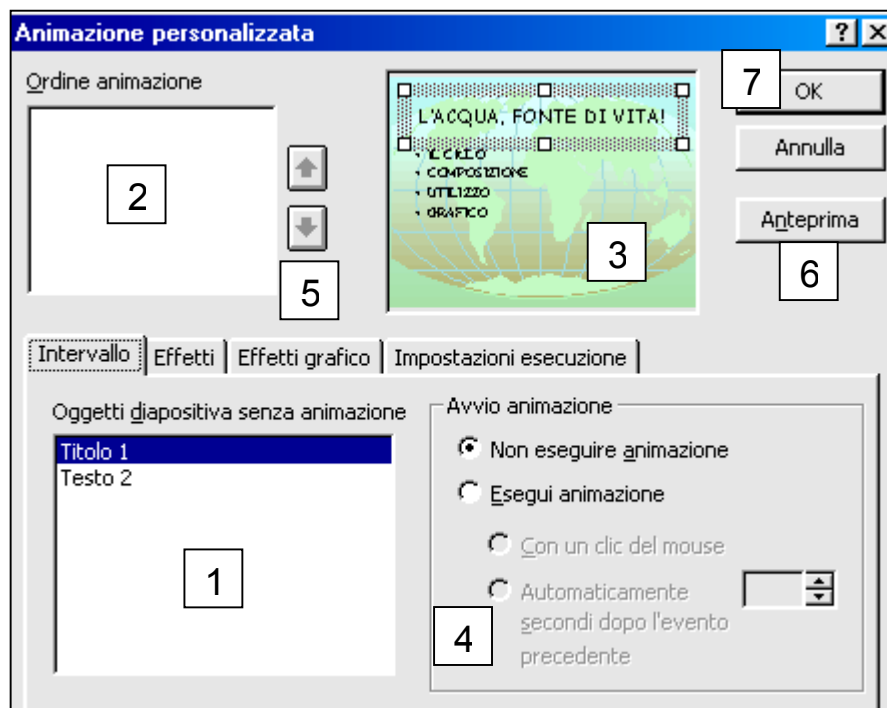 Animazione personalizzata
Ordine animazione
2
5
L'ACQUA, FONTE DI VITA!
• IL CICLO
• COMPOSIZIONE
• UTILIZZO
• GRAFICO
3
7
OK
Annulla
Anteprima
6
Intervallo
Effetti
Effetti grafico
Impostazioni esecuzione
Oggetti diapositiva senza animazione
Titolo 1
Testo 2
1
Avvio animazione
Non eseguire animazione
Esegui animazione
Con un clic del mouse
Automaticamente
secondi dopo l'evento
precedente
4